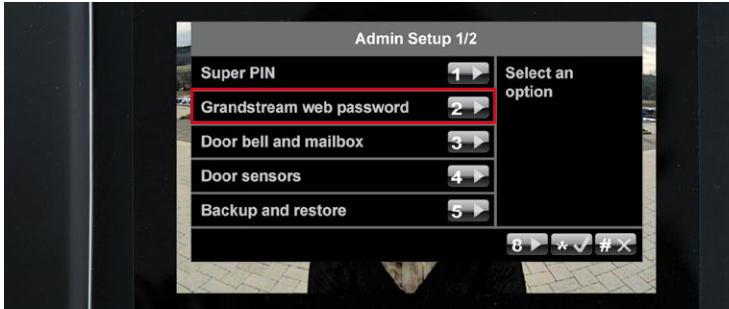 Admin Setup 1/2
Super PIN 1
Select an
option
Grandstream web password 2
Door bell and mailbox 3
Door sensors 4
Backup and restore 5
8 * #